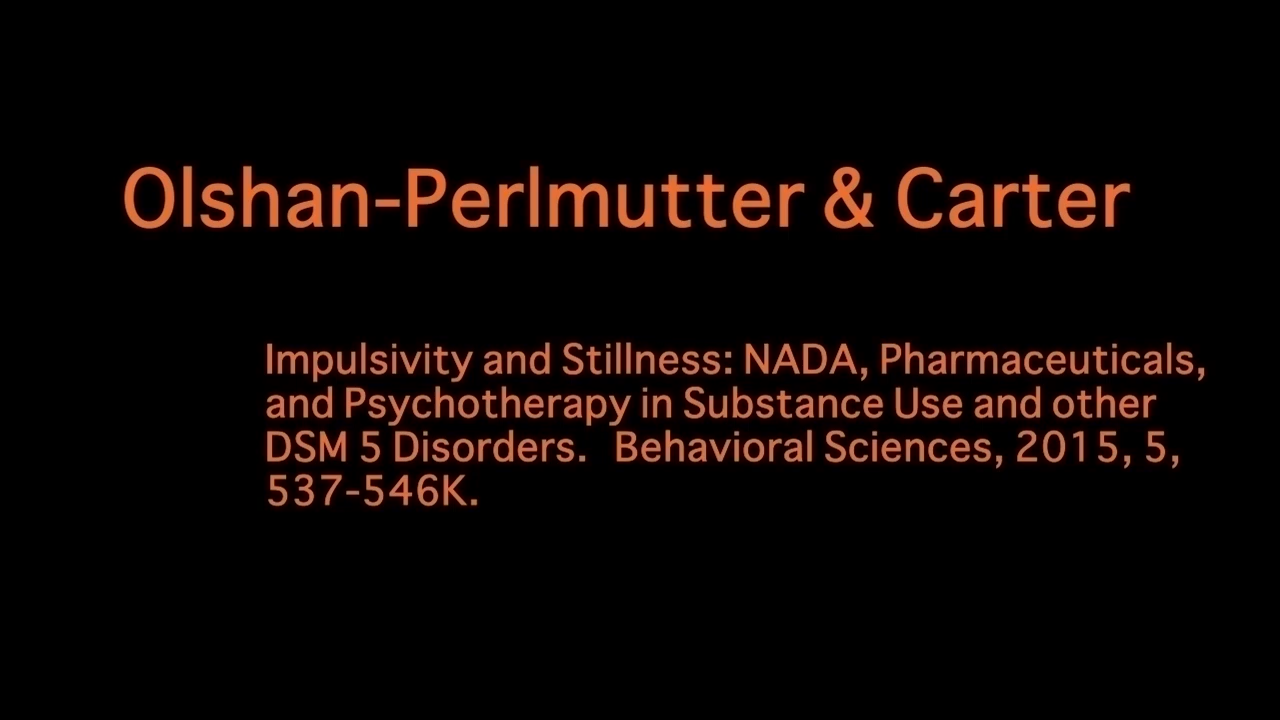 Olshan-Perlmutter & Carter
Impulsivity and Stillness: NADA, Pharmaceuticals,
and Psychotherapy in Substance Use and other
DSM 5 Disorders.  Behavioral Sciences, 2015, 5,
537-546K.